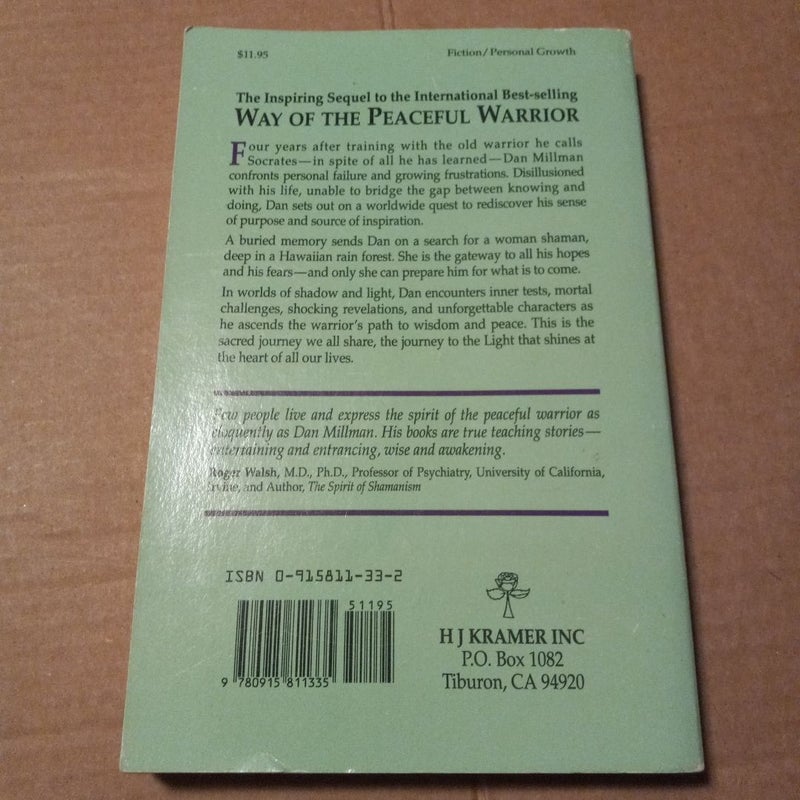 $11.95
Fiction/Personal Growth
The Inspiring Sequel to the International Best-selling
WAY OF THE PEACEFUL WARRIOR
Four years after training with the old warrior he calls
Socrates—in spite of all he has learned—Dan Millman
confronts personal failure and growing frustrations. Disillusioned
with his life, unable to bridge the gap between knowing and
doing, Dan sets out on a worldwide quest to rediscover his sense
of purpose and source of inspiration.
A buried memory sends Dan on a search for a woman shaman,
deep in a Hawaiian rain forest. She is the gateway to all his hopes
and his fears—and only she can prepare him for what is to come.
In worlds of shadow and light, Dan encounters inner tests, mortal
challenges, shocking revelations, and unforgettable characters as
he ascends the warrior's path to wisdom and peace. This is the
sacred journey we all share, the journey to the Light that shines at
the heart of all our lives.
Few people live and express the spirit of the peaceful warrior as
eloquently as Dan Millman. His books are true teaching stories—
entertaining and entrancing, wise and awakening.
Roger Walsh, M.D., Ph.D., Professor of Psychiatry, University of California,
Irvine, and Author, The Spirit of Shamanism
ISBN 0-915811-33-2
51195
9 780915 811335
H J KRAMER INC
P.O. Box 1082
Tiburon, CA 94920